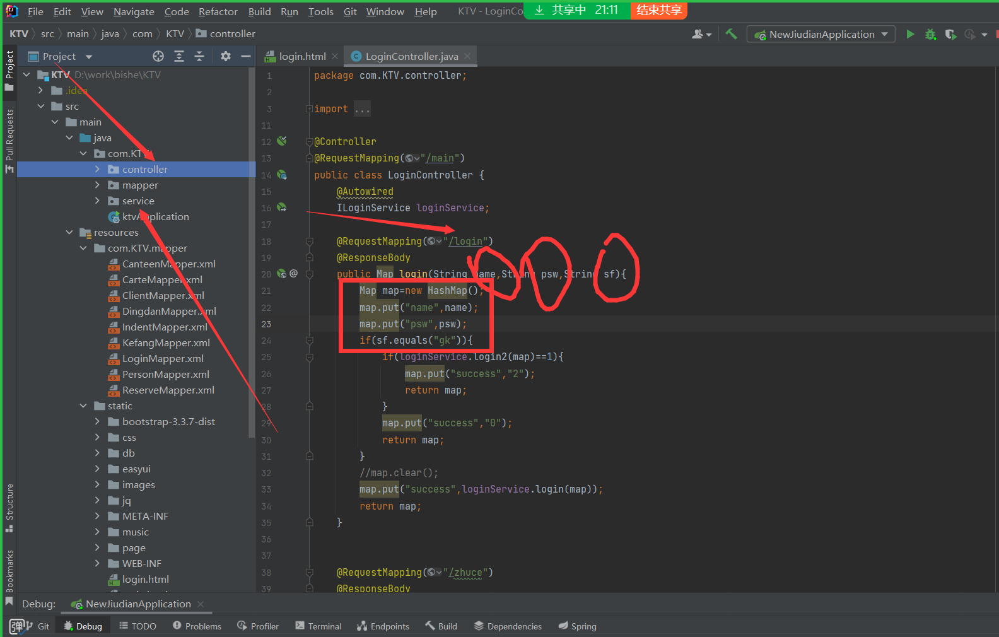 File Edit View Navigate Code Refactor Build Run Tools Git Window Help KTV - LoginCo 共享中 21:11 结束共享
KTV src main java com KTV controller NewJiudianApplication
Project
login.html LoginController.java
KTV D:\work\bishe\KTV
.idea
src
main
java
com.KTV
controller
mapper
service
ktvApplication
resources
com.KTV.mapper
CanteenMapper.xml
CarteMapper.xml
ClientMapper.xml
DingdanMapper.xml
IndentMapper.xml
KefangMapper.xml
LoginMapper.xml
PersonMapper.xml
ReserveMapper.xml
static
bootstrap-3.3.7-dist
css
db
easyui
images
jq
META-INF
music
page
WEB-INF
login.html
Project
Pull Requests
Structure
Bookmarks
1 package com.KTV.controller;
2
3 import ...
11
12 @Controller
13 @RequestMapping("/main")
14 public class LoginController {
15 @Autowired
16 ILoginService loginService;
17
18 @RequestMapping("/login")
19 @ResponseBody
20 public Map login(String name,String psw,String sf){
21 Map map=new HashMap();
22 map.put("name",name);
23 map.put("psw",psw);
24 if(sf.equals("gk")){
25 if(loginService.login2(map)==1){
26 map.put("success","2");
27 return map;
28 }
29 map.put("success","0");
30 return map;
31 }
32 //map.clear();
33 map.put("success",loginService.login(map));
34 return map;
35 }
36
37
38 @RequestMapping("/zhuce")
39 @ResponseBody
Debug: NewJiudianApplication
弹 Git Debug TODO Problems Profiler Terminal Endpoints Build Dependencies Spring